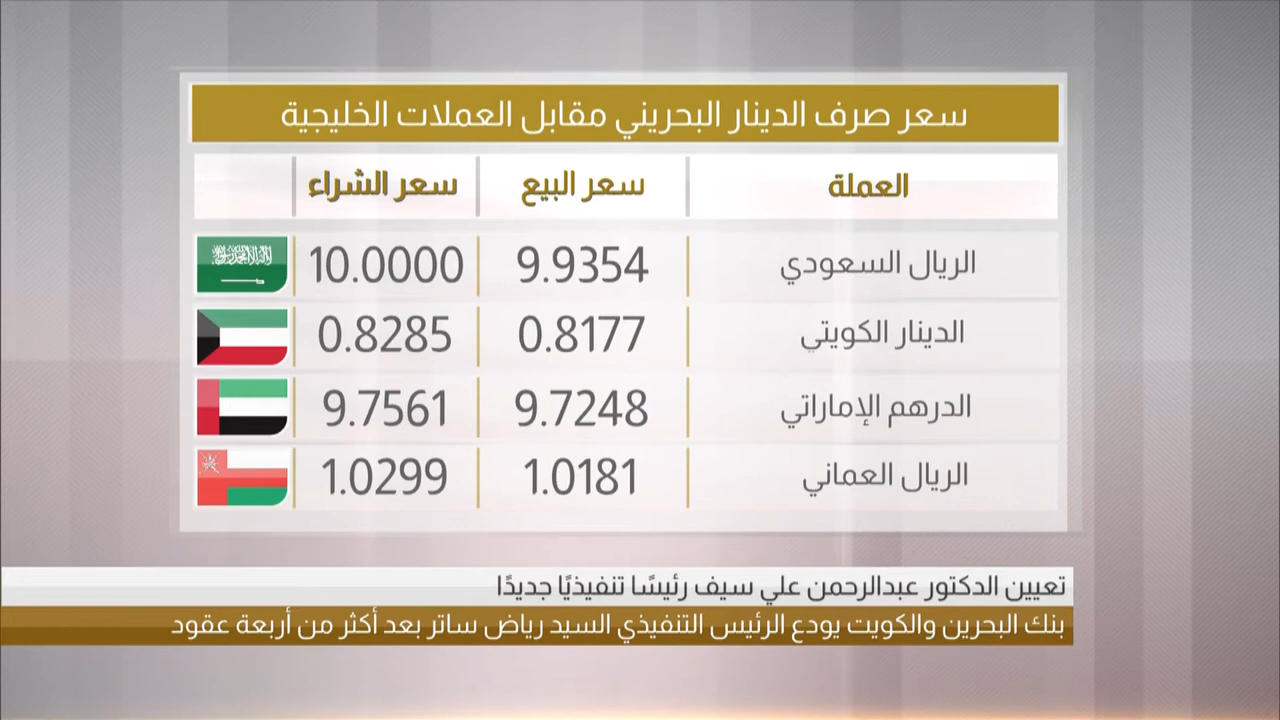 سعر صرف الدينار البحريني مقابل العملات الخليجية
العملة سعر البيع سعر الشراء
الريال السعودي 9.9354 10.0000
الدينار الكويتي 0.8177 0.8285
الدرهم الإماراتي 9.7248 9.7561
الريال العماني 1.0181 1.0299
تعيين الدكتور عبدالرحمن علي سيف رئيسًا تنفيذيًا جديدًا
بنك البحرين والكويت يودع الرئيس التنفيذي السيد رياض ساتر بعد أكثر من أربعة عقود